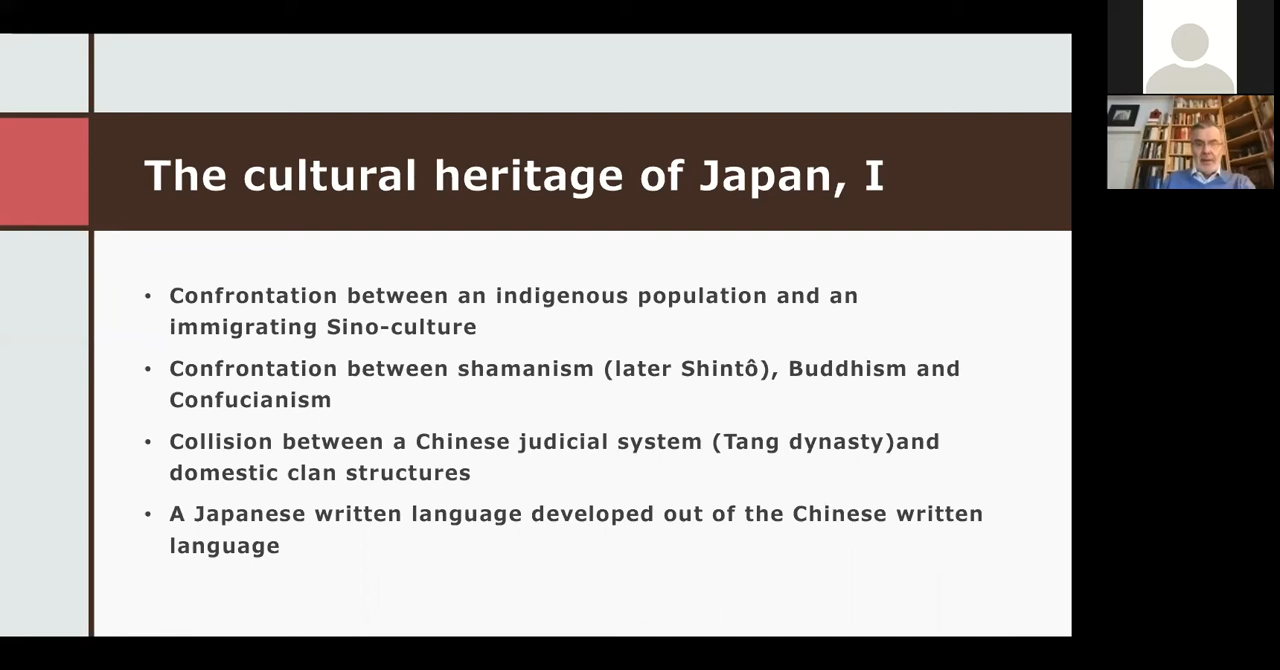 The cultural heritage of Japan, I
• Confrontation between an indigenous population and an
immigrating Sino-culture
• Confrontation between shamanism (later Shintô), Buddhism and
Confucianism
• Collision between a Chinese judicial system (Tang dynasty)and
domestic clan structures
• A Japanese written language developed out of the Chinese written
language